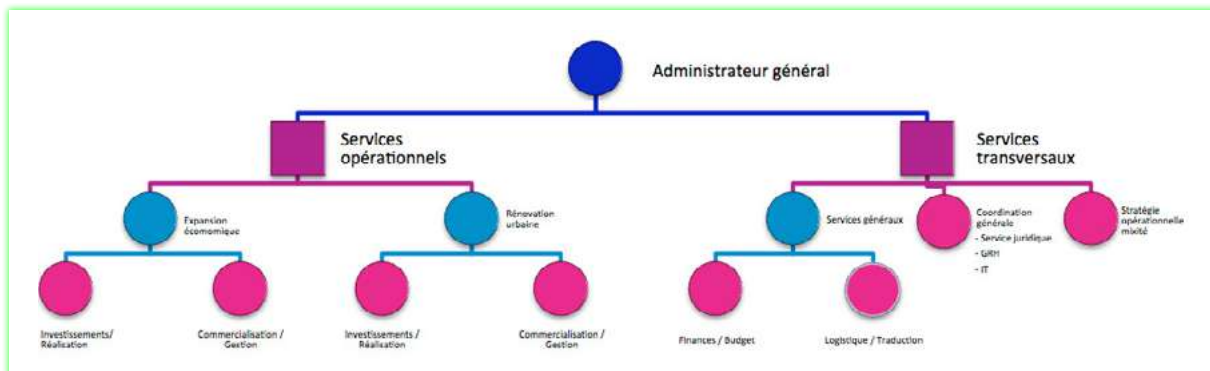 Administrateur général
Services
opérationnels
Services
transversaux
Expansion
économique
Rénovation
urbaine
Services généraux
Coordination
générale
- Service juridique
- GRH
- IT
Stratégie
opérationnelle
mixité
Investissements/
Réalisation
Commercialisation /
Gestion
Investissements /
Réalisation
Commercialisation /
Gestion
Finances / Budget
Logistique / Traduction